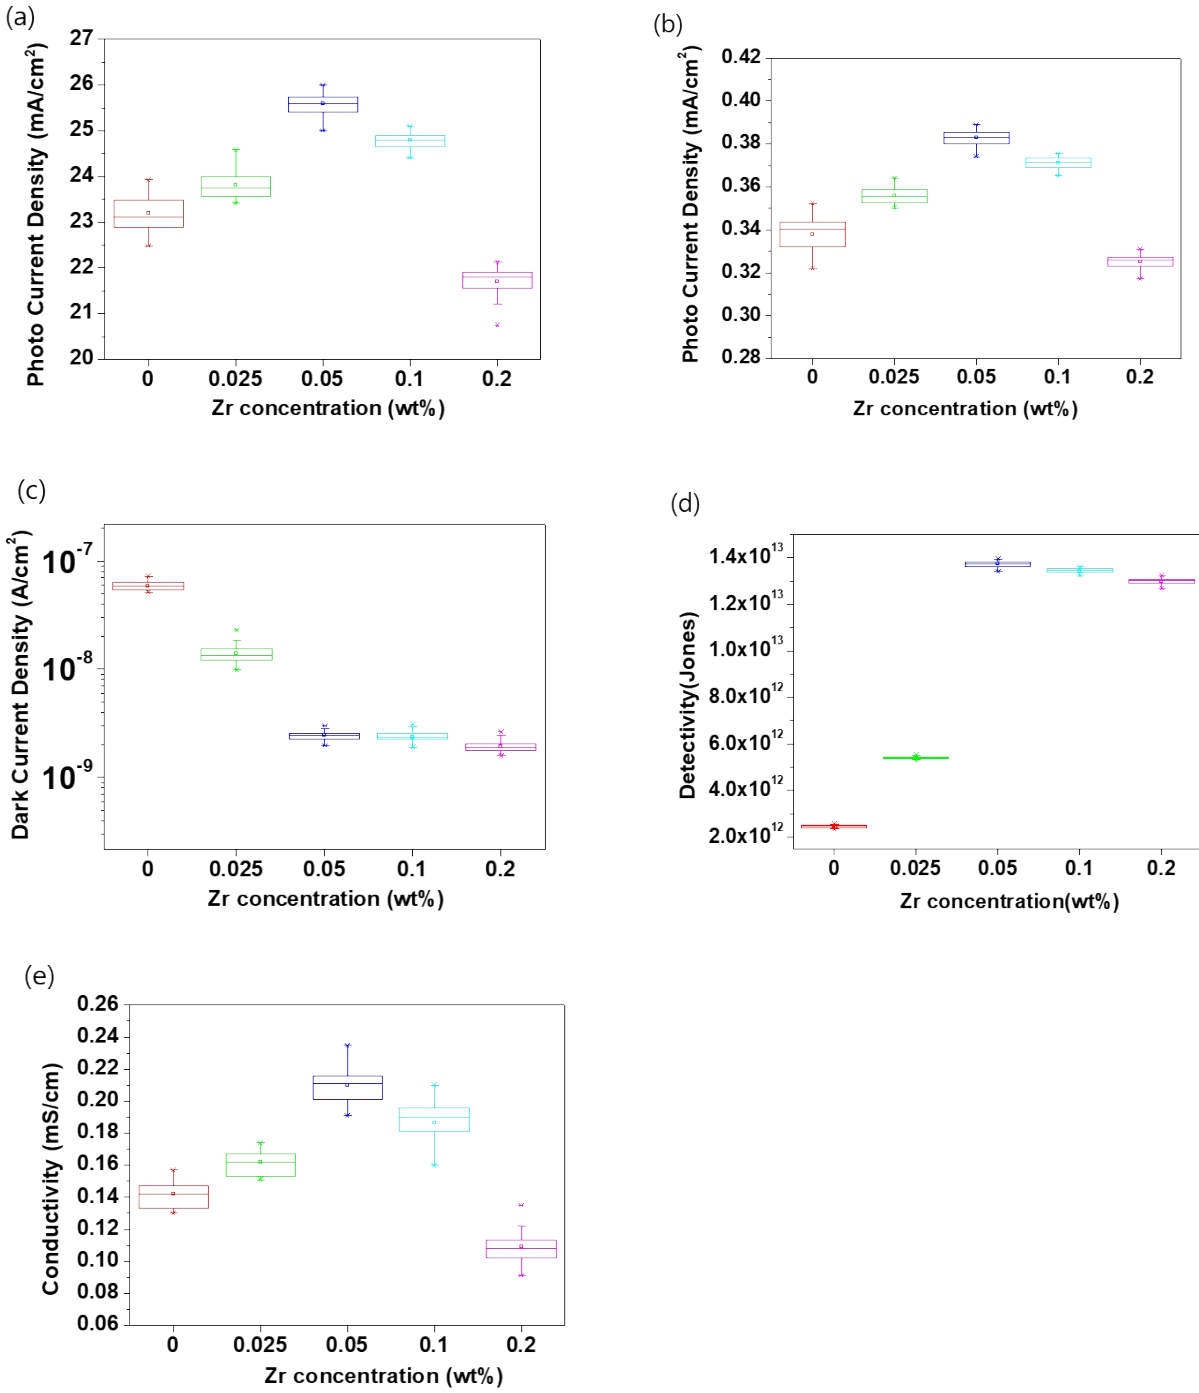 (a)
Photo Current Density (mA/cm²)
27
26
25
24
23
22
21
20
0 0.025 0.05 0.1 0.2
Zr concentration (wt%)
(b)
Photo Current Density (mA/cm²)
0.42
0.40
0.38
0.36
0.34
0.32
0.30
0.28
0 0.025 0.05 0.1 0.2
Zr concentration (wt%)
(c)
Dark Current Density (A/cm²)
10⁻⁷
10⁻⁸
10⁻⁹
0 0.025 0.05 0.1 0.2
Zr concentration (wt%)
(d)
Detectivity(Jones)
1.4x10¹³
1.2x10¹³
1.0x10¹³
8.0x10¹²
6.0x10¹²
4.0x10¹²
2.0x10¹²
0 0.025 0.05 0.1 0.2
Zr concentration(wt%)
(e)
Conductivity (mS/cm)
0.26
0.24
0.22
0.20
0.18
0.16
0.14
0.12
0.10
0.08
0.06
0 0.025 0.05 0.1 0.2
Zr concentration (wt%)